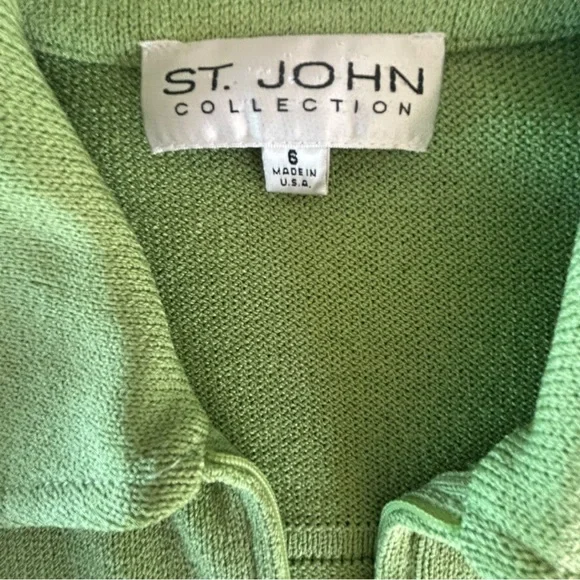 ST. JOHN
COLLECTION
6
MADE IN
U.S.A.